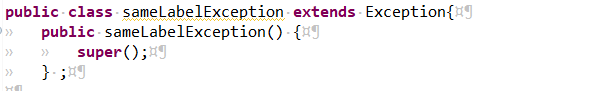 public class sameLabelException extends Exception{¤¶
»   public·sameLabelException()·{¤¶
»   »   super();¤¶
»   }·;¤¶
¤